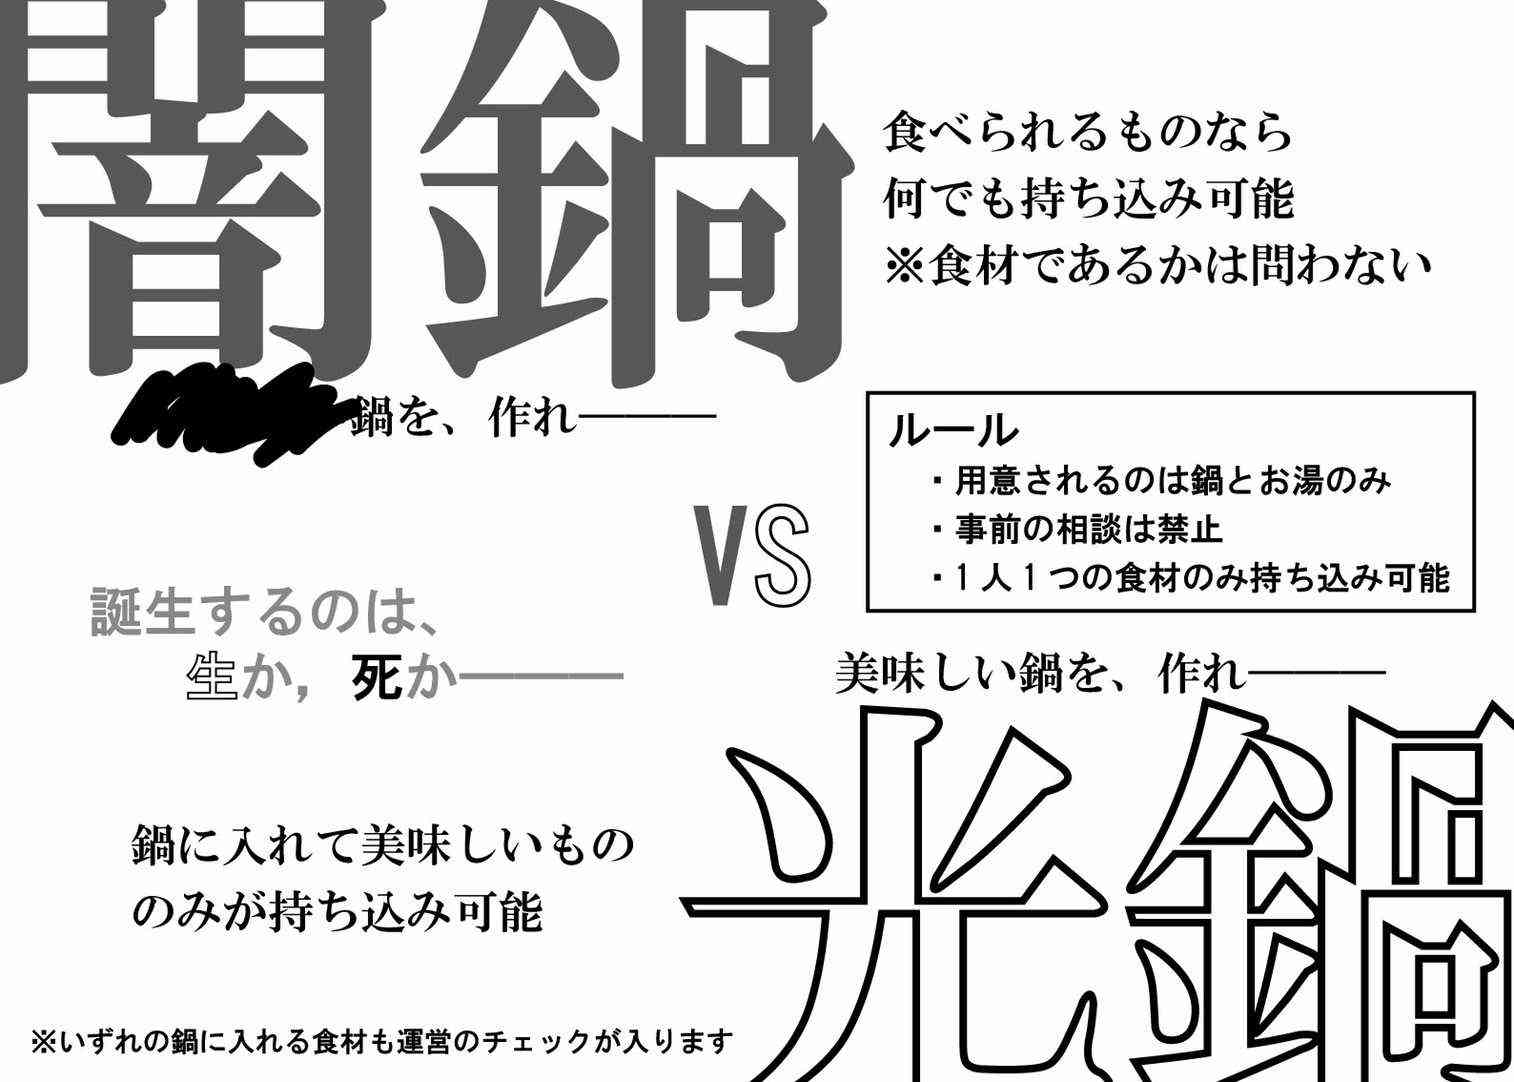 闇鍋
食べられるものなら
何でも持ち込み可能
※食材であるかは問わない
鍋を、作れ―――
ルール
・用意されるのは鍋とお湯のみ
・事前の相談は禁止
・1人1つの食材のみ持ち込み可能
VS
誕生するのは、
生か，死か―――
美味しい鍋を、作れ―――
光鍋
鍋に入れて美味しいもの
のみが持ち込み可能
※いずれの鍋に入れる食材も運営のチェックが入ります